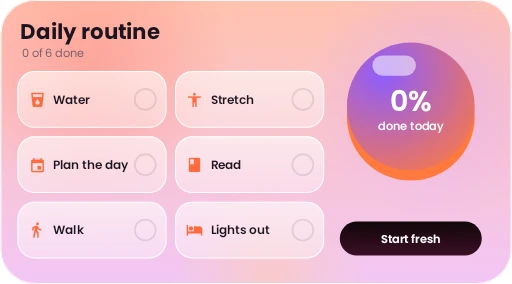 Daily routine
0 of 6 done
Water
Stretch
Plan the day
Read
Walk
Lights out
0%
done today
Start fresh